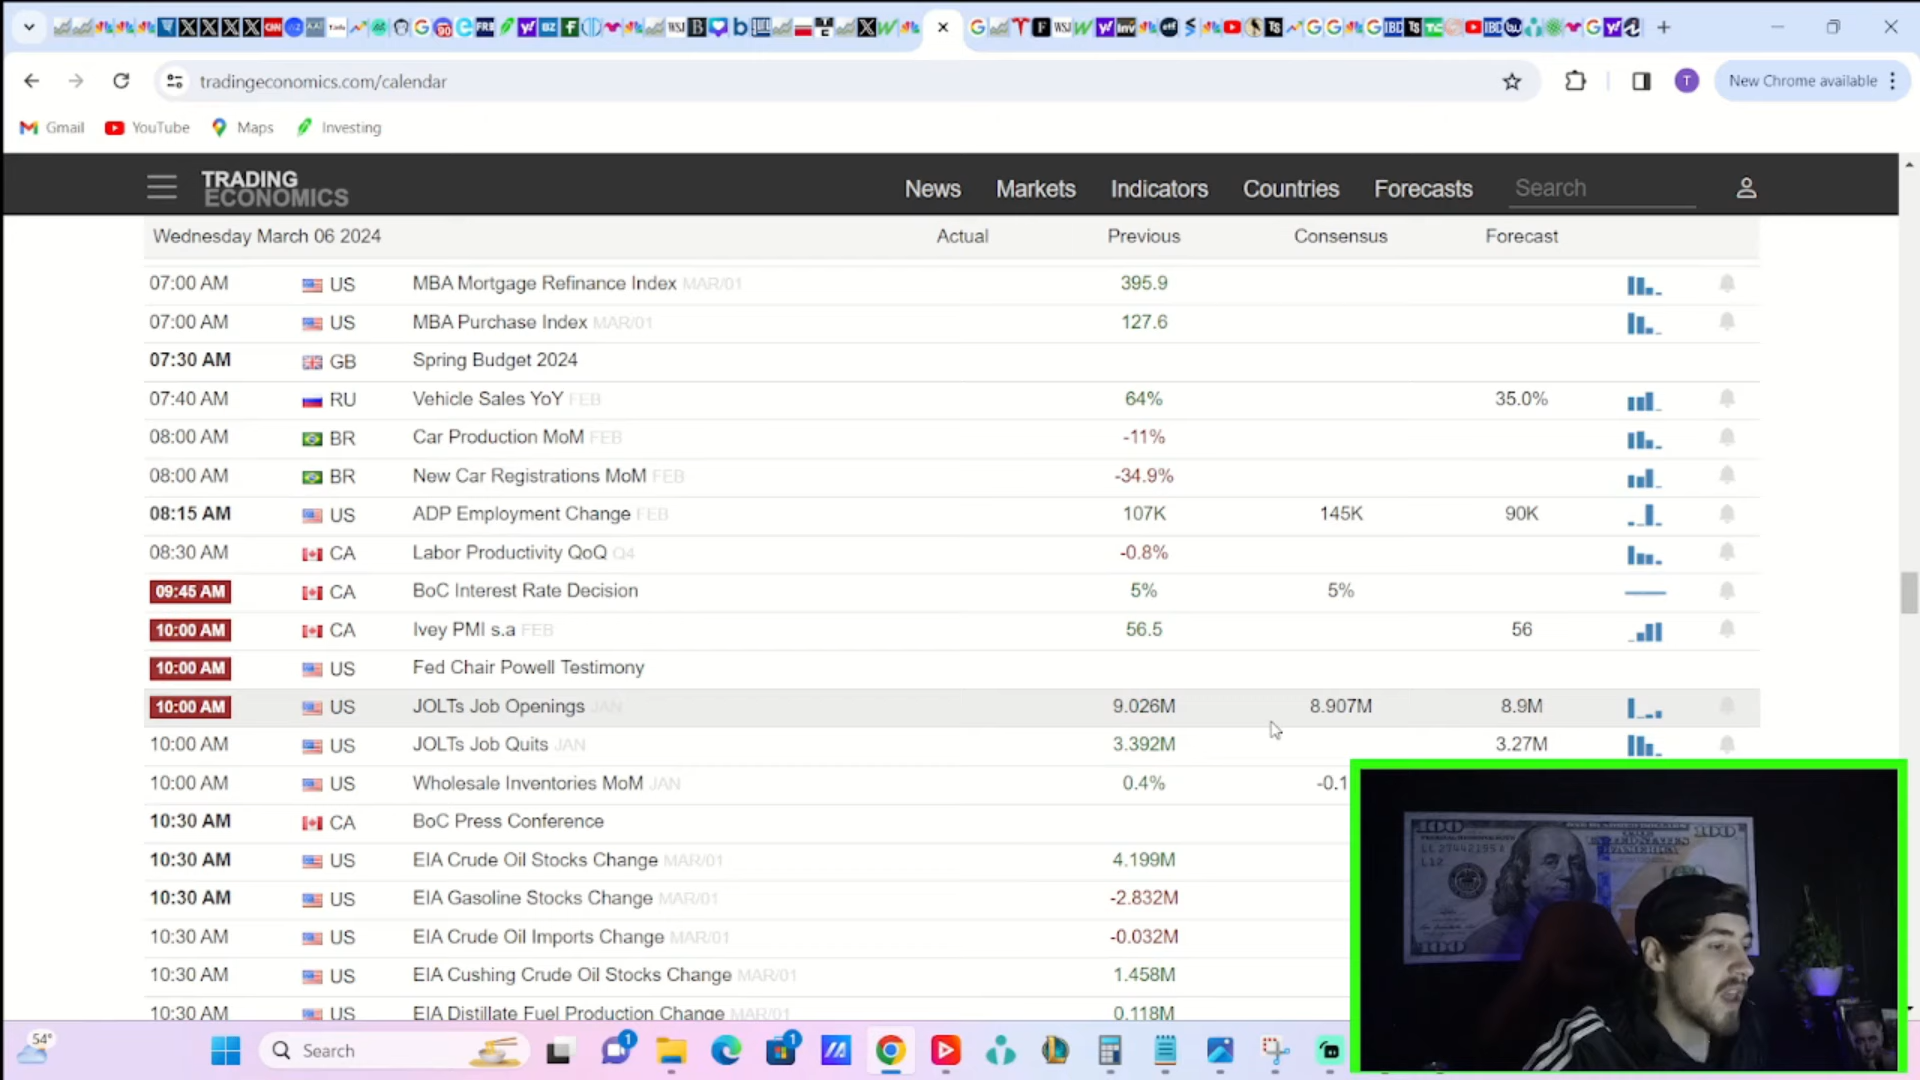 tradingeconomics.com/calendar
New Chrome available
Gmail YouTube Maps Investing
TRADING ECONOMICS
News Markets Indicators Countries Forecasts Search
Wednesday March 06 2024 Actual Previous Consensus Forecast
07:00 AM US MBA Mortgage Refinance Index MAR/01 395.9
07:00 AM US MBA Purchase Index MAR/01 127.6
07:30 AM GB Spring Budget 2024
07:40 AM RU Vehicle Sales YoY FEB 64% 35.0%
08:00 AM BR Car Production MoM FEB -11%
08:00 AM BR New Car Registrations MoM FEB -34.9%
08:15 AM US ADP Employment Change FEB 107K 145K 90K
08:30 AM CA Labor Productivity QoQ Q4 -0.8%
09:45 AM CA BoC Interest Rate Decision 5% 5%
10:00 AM CA Ivey PMI s.a FEB 56.5 56
10:00 AM US Fed Chair Powell Testimony
10:00 AM US JOLTs Job Openings JAN 9.026M 8.907M 8.9M
10:00 AM US JOLTs Job Quits JAN 3.392M 3.27M
10:00 AM US Wholesale Inventories MoM JAN 0.4% -0.1
10:30 AM CA BoC Press Conference
10:30 AM US EIA Crude Oil Stocks Change MAR/01 4.199M
10:30 AM US EIA Gasoline Stocks Change MAR/01 -2.832M
10:30 AM US EIA Crude Oil Imports Change MAR/01 -0.032M
10:30 AM US EIA Cushing Crude Oil Stocks Change MAR/01 1.458M
10:30 AM US EIA Distillate Fuel Production Change MAR/01 0.118M
54°
Search